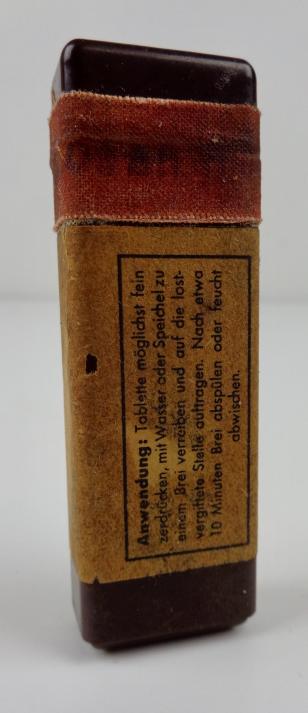 Anwendung: Tablette möglichst fein
zerdrücken, mit Wasser oder Speichel zu
einem Brei verreiben und auf die lost-
vergiftete Stelle auftragen. Nach etwa
10 Minuten Brei abspülen oder feucht
abwischen.